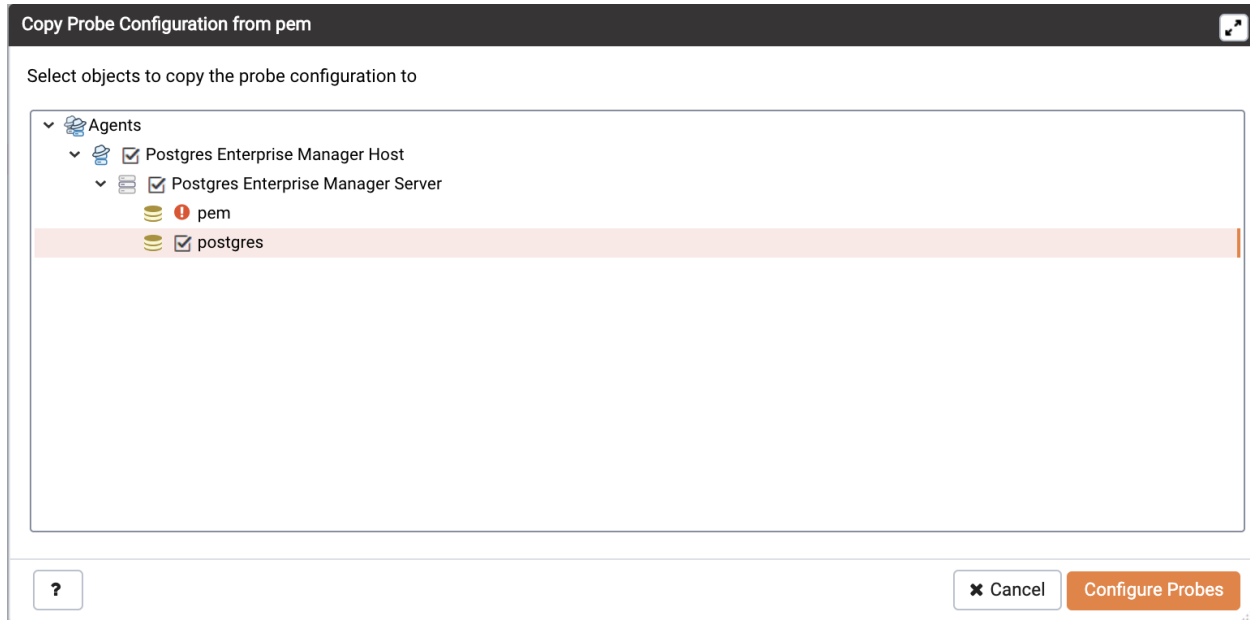 Copy Probe Configuration from pem
Select objects to copy the probe configuration to
Agents
Postgres Enterprise Manager Host
Postgres Enterprise Manager Server
pem
postgres
?
Cancel
Configure Probes